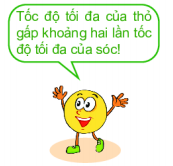 Tốc độ tối đa của thỏ
gấp khoảng hai lần tốc
độ tối đa của sóc!